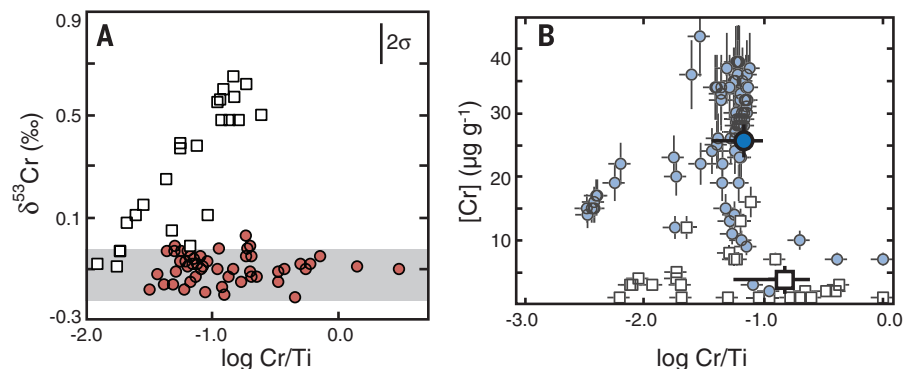 A
2σ
0.9
0.5
0.1
-0.3
δ53Cr (‰)
-2.0 -1.0 0.0
log Cr/Ti
B
40
30
20
10
[Cr] (µg g-1)
-3.0 -2.0 -1.0 0.0
log Cr/Ti